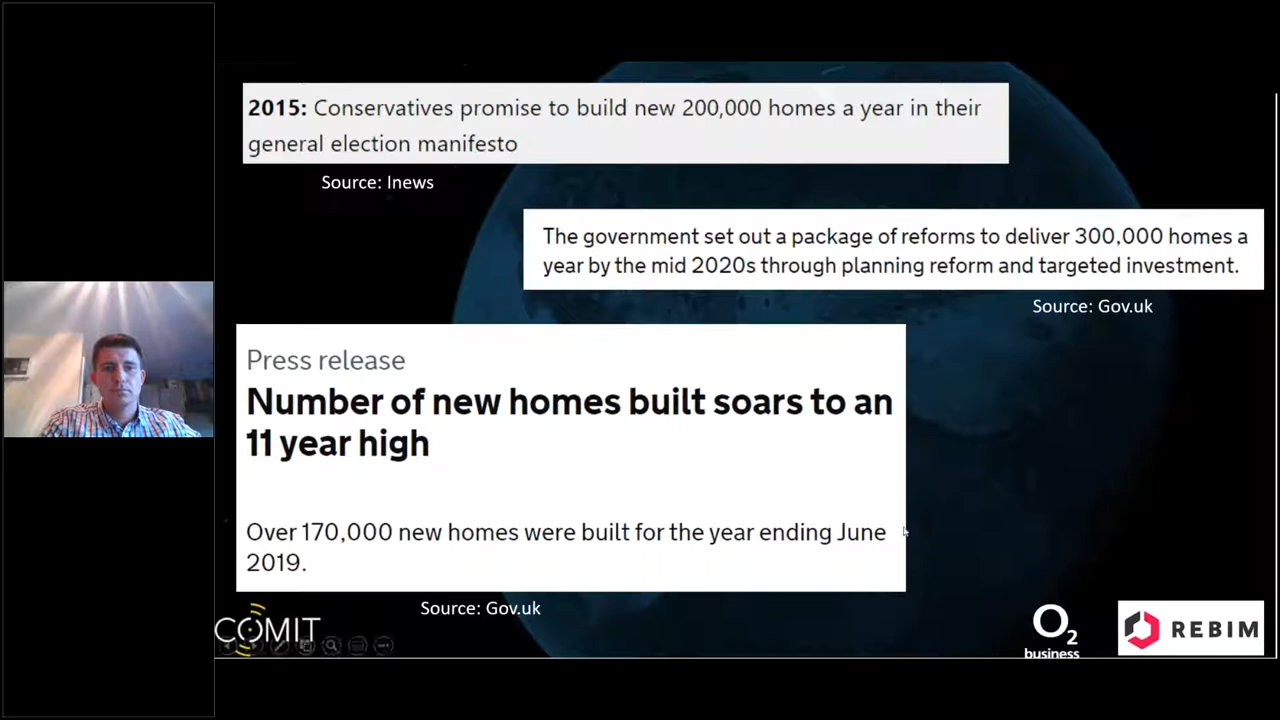 2015: Conservatives promise to build new 200,000 homes a year in their
general election manifesto
Source: Inews
The government set out a package of reforms to deliver 300,000 homes a
year by the mid 2020s through planning reform and targeted investment.
Source: Gov.uk
Press release
Number of new homes built soars to an
11 year high
Over 170,000 new homes were built for the year ending June
2019.
Source: Gov.uk
COMIT
O2
business
REBIM